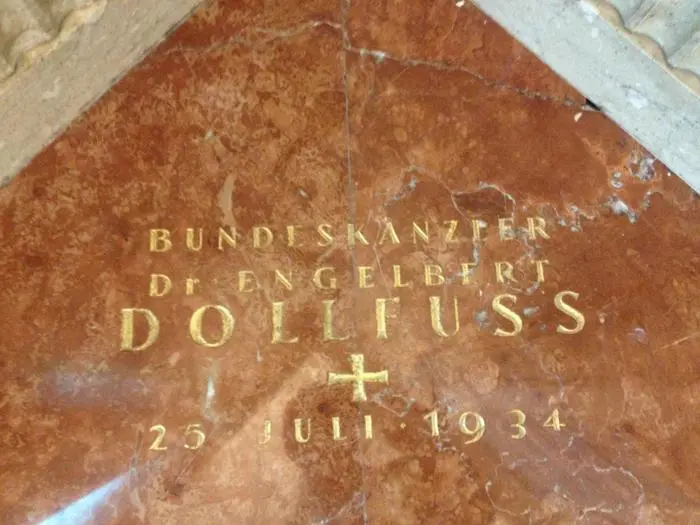 BUNDESKANZLER
Dr ENGELBERT
DOLLFUSS
25 JULI · 1934